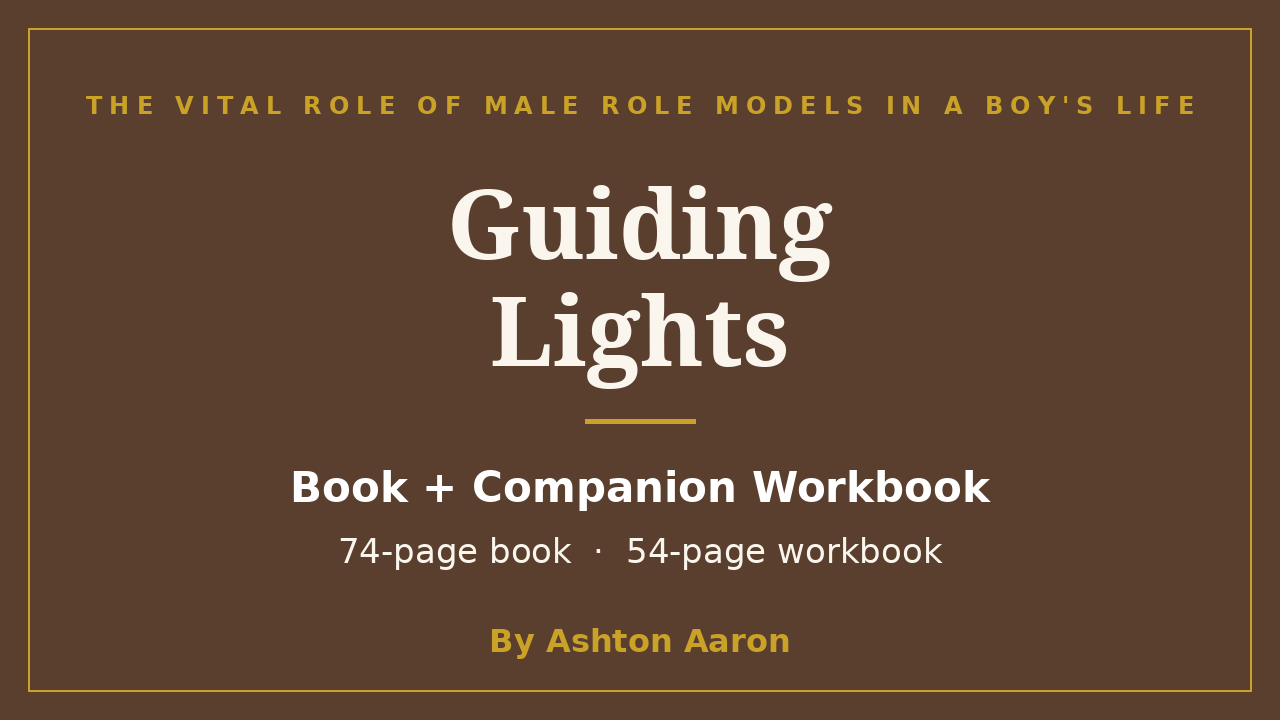 THE VITAL ROLE OF MALE ROLE MODELS IN A BOY'S LIFE
Guiding
Lights
Book + Companion Workbook
74-page book · 54-page workbook
By Ashton Aaron